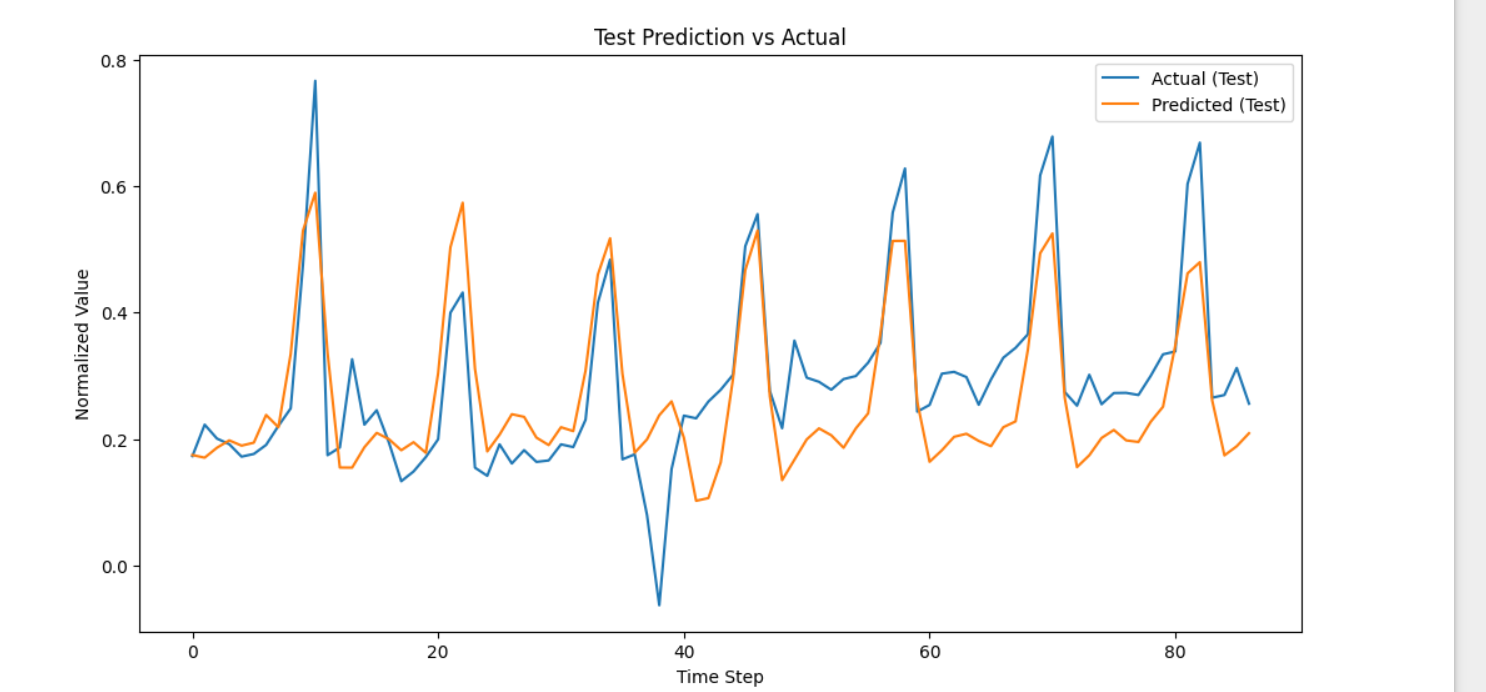 Test Prediction vs Actual
Actual (Test)
Predicted (Test)
Normalized Value
0.8
0.6
0.4
0.2
0.0
0 20 40 60 80
Time Step